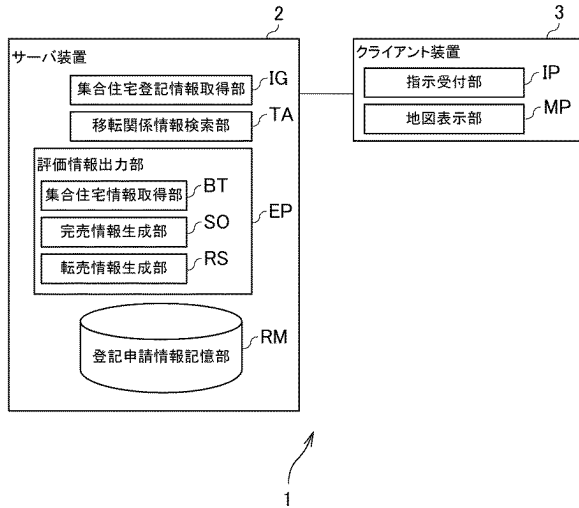 2
3
サーバ装置
クライアント装置
集合住宅登記情報取得部
IG
指示受付部
IP
移転関係情報検索部
TA
地図表示部
MP
評価情報出力部
集合住宅情報取得部
BT
完売情報生成部
SO
EP
転売情報生成部
RS
登記申請情報記憶部
RM
1